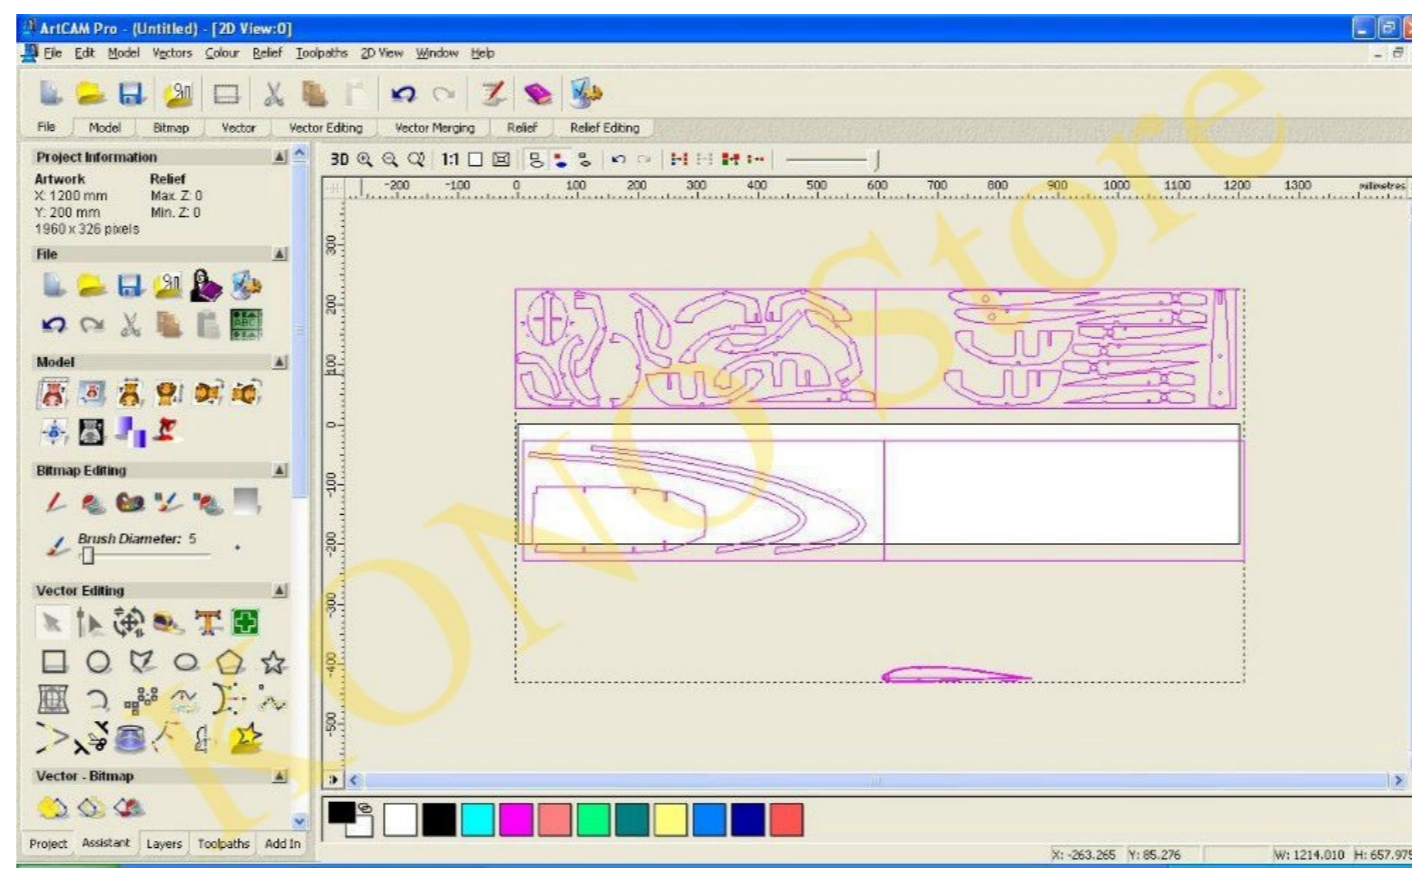 ArtCAM Pro - (Untitled) - [2D View:0]
File Edit Model Vectors Colour Relief Toolpaths 2D View Window Help
File Model Bitmap Vector Vector Editing Vector Merging Relief Relief Editing
Project Information
Artwork Relief
X: 1200 mm Max. Z: 0
Y: 200 mm Min. Z: 0
1960 x 326 pixels
File
ABC
Model
Bitmap Editing
Brush Diameter: 5
Vector Editing
Vector - Bitmap
Project Assistant Layers Toolpaths Add In
3D 1:1
-200 -100 0 100 200 300 400 500 600 700 800 900 1000 1100 1200 1300 milimetres
300
200
100
0
-100
-200
-300
-400
-500
X: -263.265 Y: 85.276 W: 1214.010 H: 657.975
KONO Store